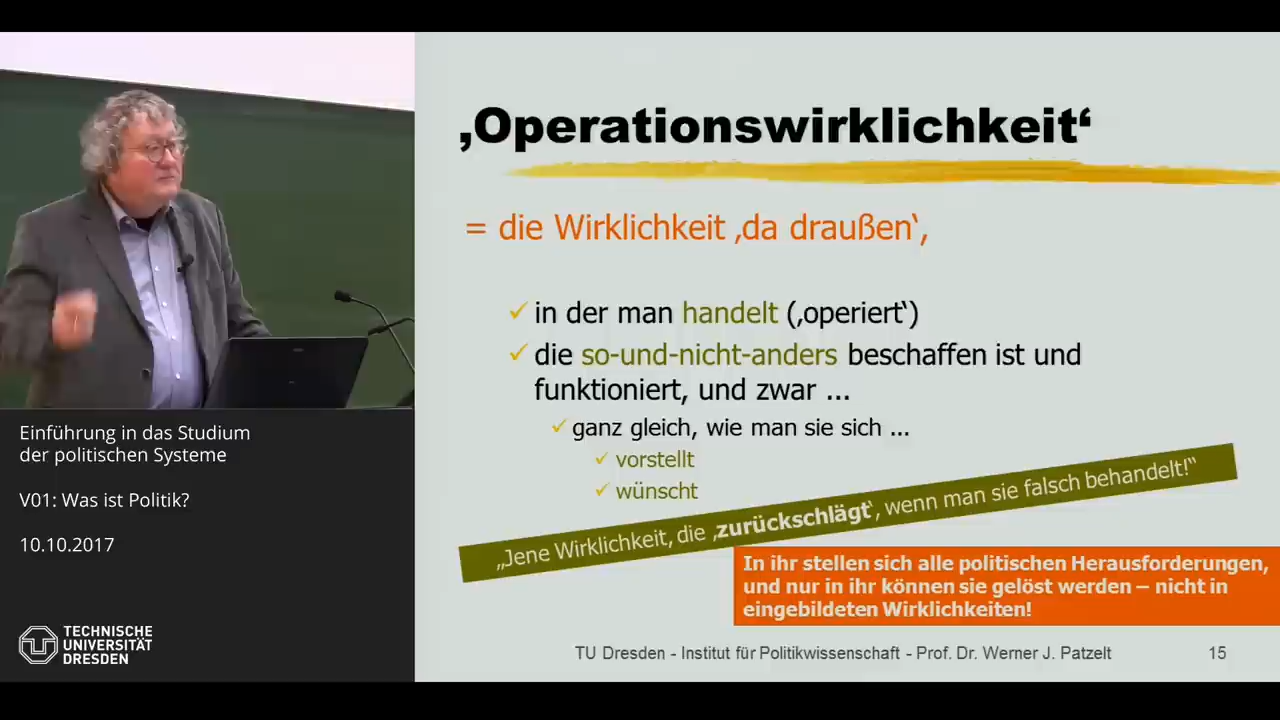 ‚Operationswirklichkeit‘
= die Wirklichkeit ‚da draußen‘,
in der man handelt (‚operiert‘)
die so-und-nicht-anders beschaffen ist und
funktioniert, und zwar ...
ganz gleich, wie man sie sich ...
vorstellt
wünscht
„Jene Wirklichkeit, die ‚zurückschlägt‘, wenn man sie falsch behandelt!“
In ihr stellen sich alle politischen Herausforderungen,
und nur in ihr können sie gelöst werden – nicht in
eingebildeten Wirklichkeiten!
TU Dresden - Institut für Politikwissenschaft - Prof. Dr. Werner J. Patzelt
15
Einführung in das Studium
der politischen Systeme
V01: Was ist Politik?
10.10.2017
TECHNISCHE
UNIVERSITÄT
DRESDEN